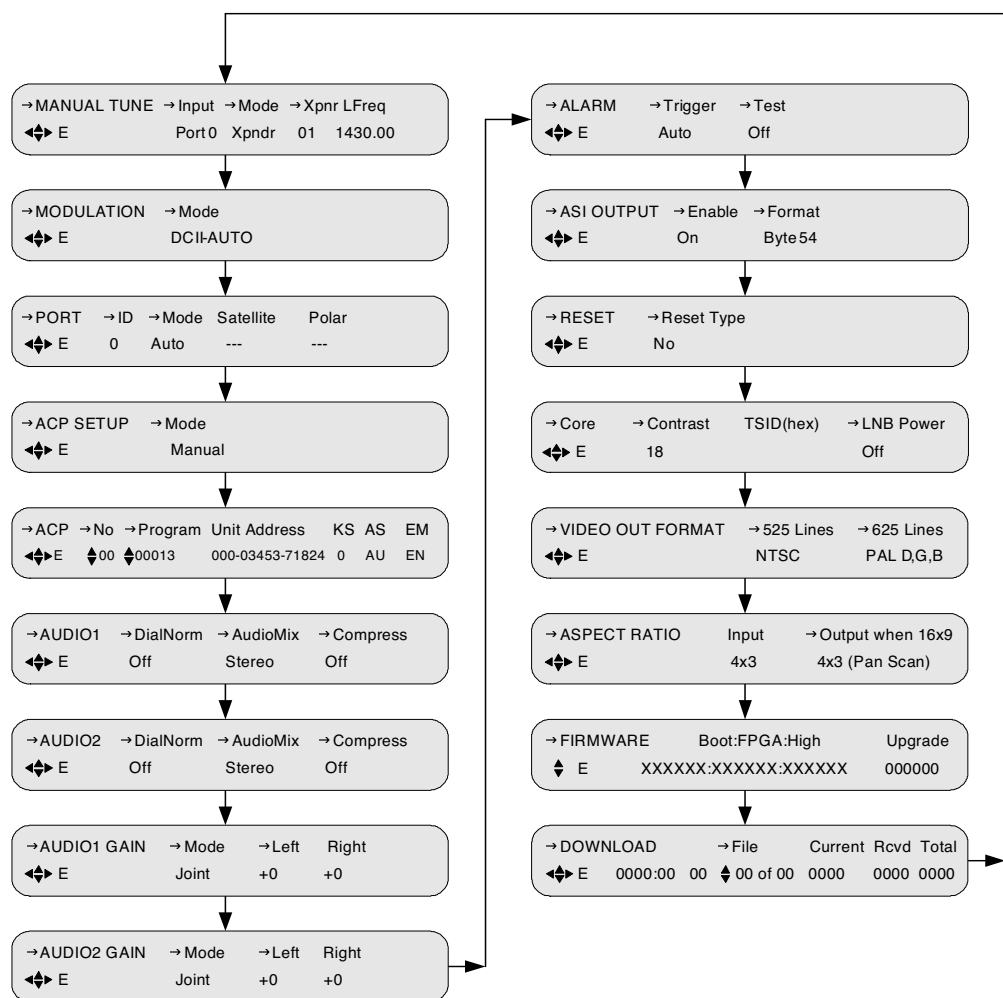 →MANUAL TUNE →Input →Mode →Xpnr LFreq
E Port 0 Xpndr 01 1430.00
→MODULATION →Mode
E DCII-AUTO
→PORT →ID →Mode Satellite Polar
E 0 Auto --- ---
→ACP SETUP →Mode
E Manual
→ACP →No →Program Unit Address KS AS EM
E 00 00013 000-03453-71824 0 AU EN
→AUDIO1 →DialNorm →AudioMix →Compress
E Off Stereo Off
→AUDIO2 →DialNorm →AudioMix →Compress
E Off Stereo Off
→AUDIO1 GAIN →Mode →Left Right
E Joint +0 +0
→AUDIO2 GAIN →Mode →Left Right
E Joint +0 +0
→ALARM →Trigger →Test
E Auto Off
→ASI OUTPUT →Enable →Format
E On Byte 54
→RESET →Reset Type
E No
→Core →Contrast TSID(hex) →LNB Power
E 18 Off
→VIDEO OUT FORMAT →525 Lines →625 Lines
E NTSC PAL D,G,B
→ASPECT RATIO Input →Output when 16x9
E 4x3 4x3 (Pan Scan)
→FIRMWARE Boot:FPGA:High Upgrade
E XXXXXX:XXXXXX:XXXXXX 000000
→DOWNLOAD →File Current Rcvd Total
E 0000:00 00 00 of 00 0000 0000 0000